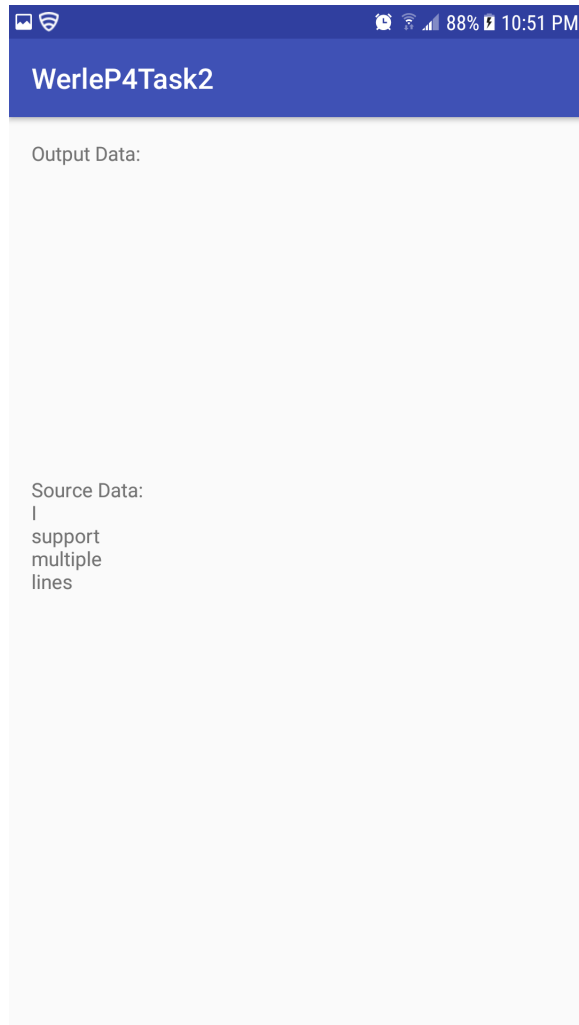 88% 10:51 PM
WerleP4Task2
Output Data:
Source Data:
I
support
multiple
lines